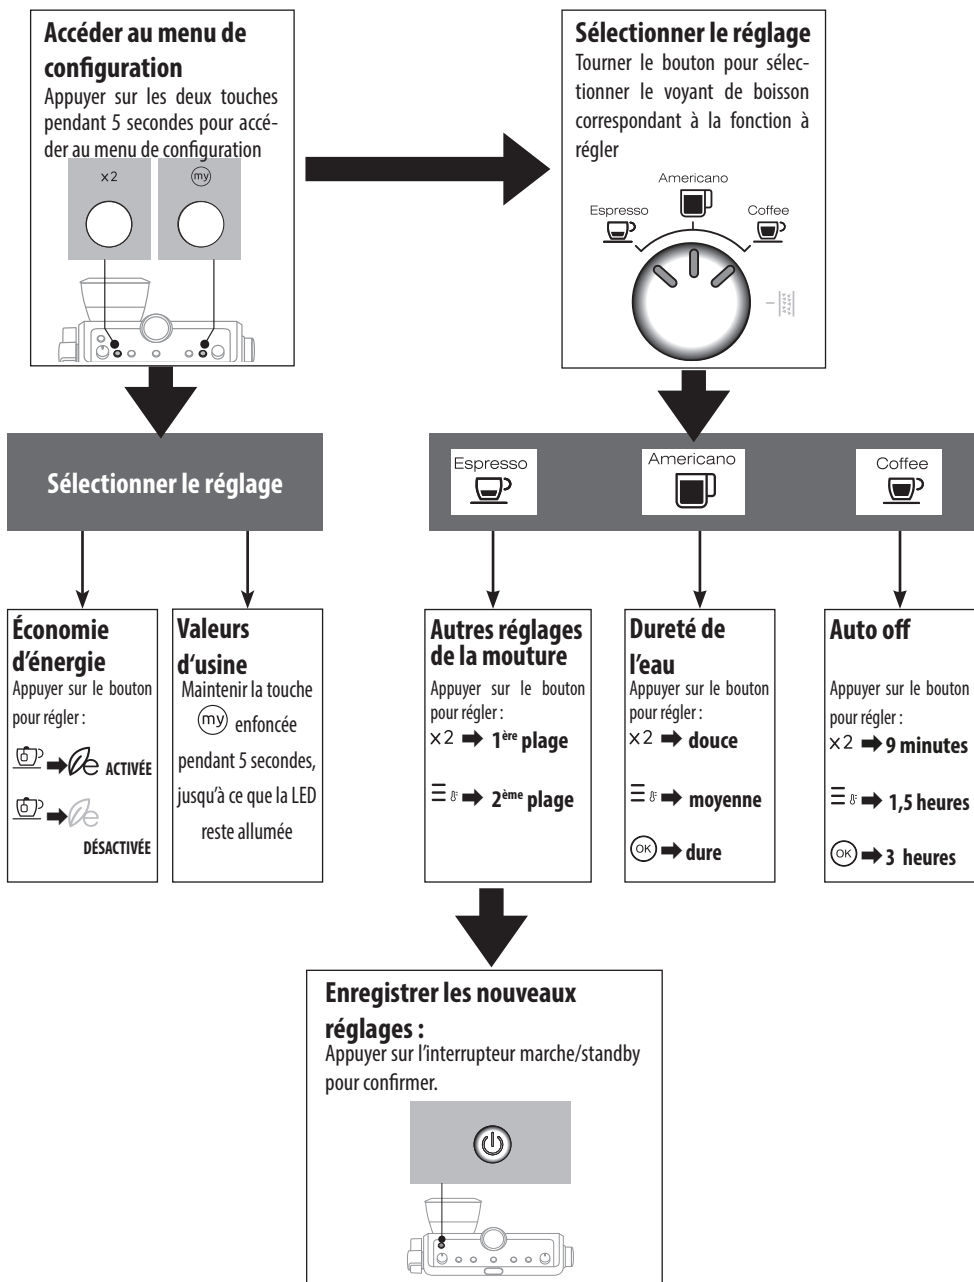 Accéder au menu de
configuration
Appuyer sur les deux touches
pendant 5 secondes pour accé-
der au menu de configuration
x2
my
Sélectionner le réglage
Tourner le bouton pour sélec-
tionner le voyant de boisson
correspondant à la fonction à
régler
Americano
Espresso
Coffee
Sélectionner le réglage
Espresso
Americano
Coffee
Économie
d'énergie
Appuyer sur le bouton
pour régler :
e ACTIVÉE
e
DÉSACTIVÉE
Valeurs
d‘usine
Maintenir la touche
my enfoncée
pendant 5 secondes,
jusqu’à ce que la LED
reste allumée
Autres réglages
de la mouture
Appuyer sur le bouton
pour régler :
x2 ➡ 1ère plage
➡ 2ème plage
Dureté de
l'eau
Appuyer sur le bouton
pour régler :
x2 ➡ douce
➡ moyenne
OK ➡ dure
Auto off
Appuyer sur le bouton
pour régler :
x2 ➡ 9 minutes
➡ 1,5 heures
OK ➡ 3 heures
Enregistrer les nouveaux
réglages :
Appuyer sur l’interrupteur marche/standby
pour confirmer.